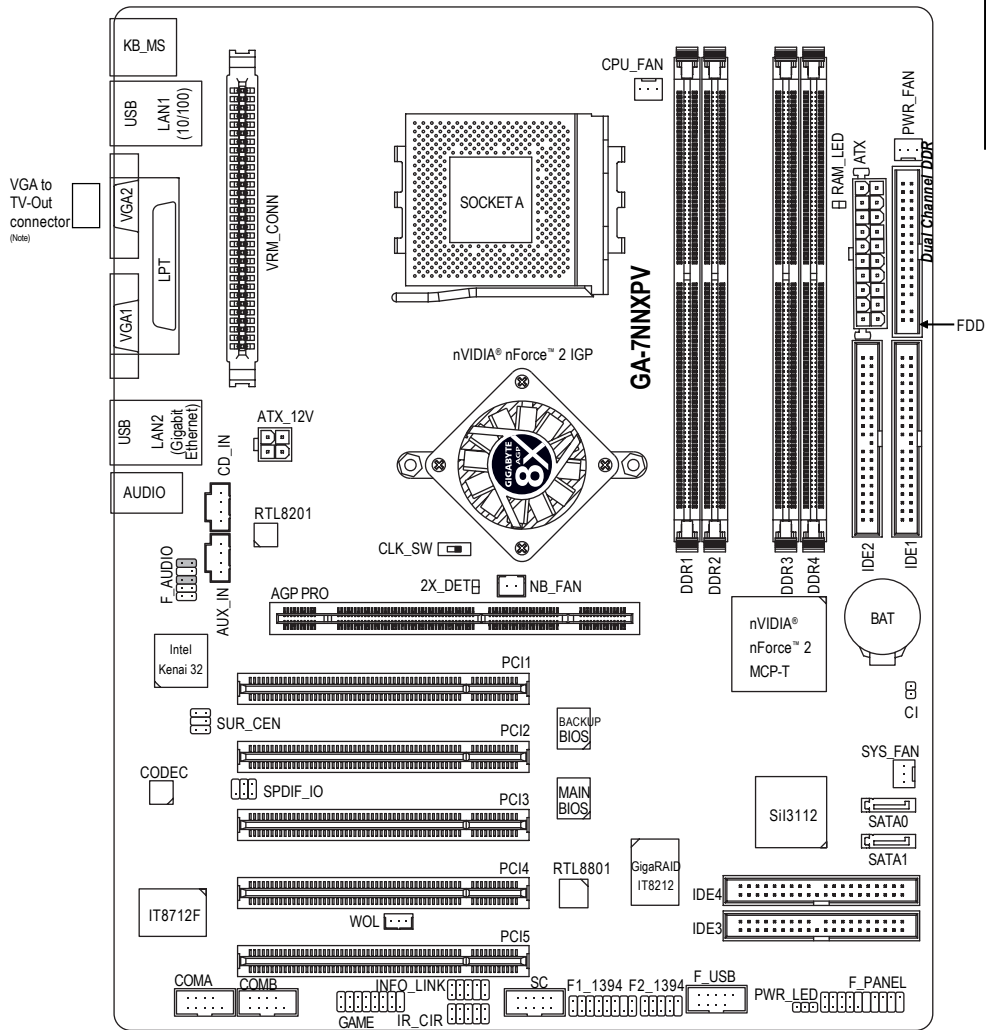 KB_MS
CPU_FAN
PWR_FAN
USB
LAN1
(10/100)
RAM_LED
ATX
Dual Channel DDR
VGA to
TV-Out
connector
(Note)
VGA2
LPT
VRM_CONN
SOCKET A
GA-7NNXPV
VGA1
FDD
nVIDIA® nForce™ 2 IGP
USB
LAN2
(Gigabit
Ethernet)
ATX_12V
CD_IN
GIGABYTE
AGP
8X
AUDIO
RTL8201
CLK_SW
F_AUDIO
AUX_IN
2X_DET
NB_FAN
DDR1
DDR2
DDR3
DDR4
IDE2
IDE1
AGP PRO
nVIDIA®
nForce™ 2
MCP-T
BAT
Intel
Kenai 32
PCI1
CI
SUR_CEN
BACKUP
BIOS
PCI2
SYS_FAN
CODEC
SPDIF_IO
MAIN
BIOS
PCI3
SiI3112
SATA0
SATA1
PCI4
RTL8801
GigaRAID
IT8212
IDE4
IT8712F
WOL
IDE3
PCI5
COMA
COMB
INFO_LINK
SC
F1_1394
F2_1394
F_USB
PWR_LED
F_PANEL
GAME
IR_CIR